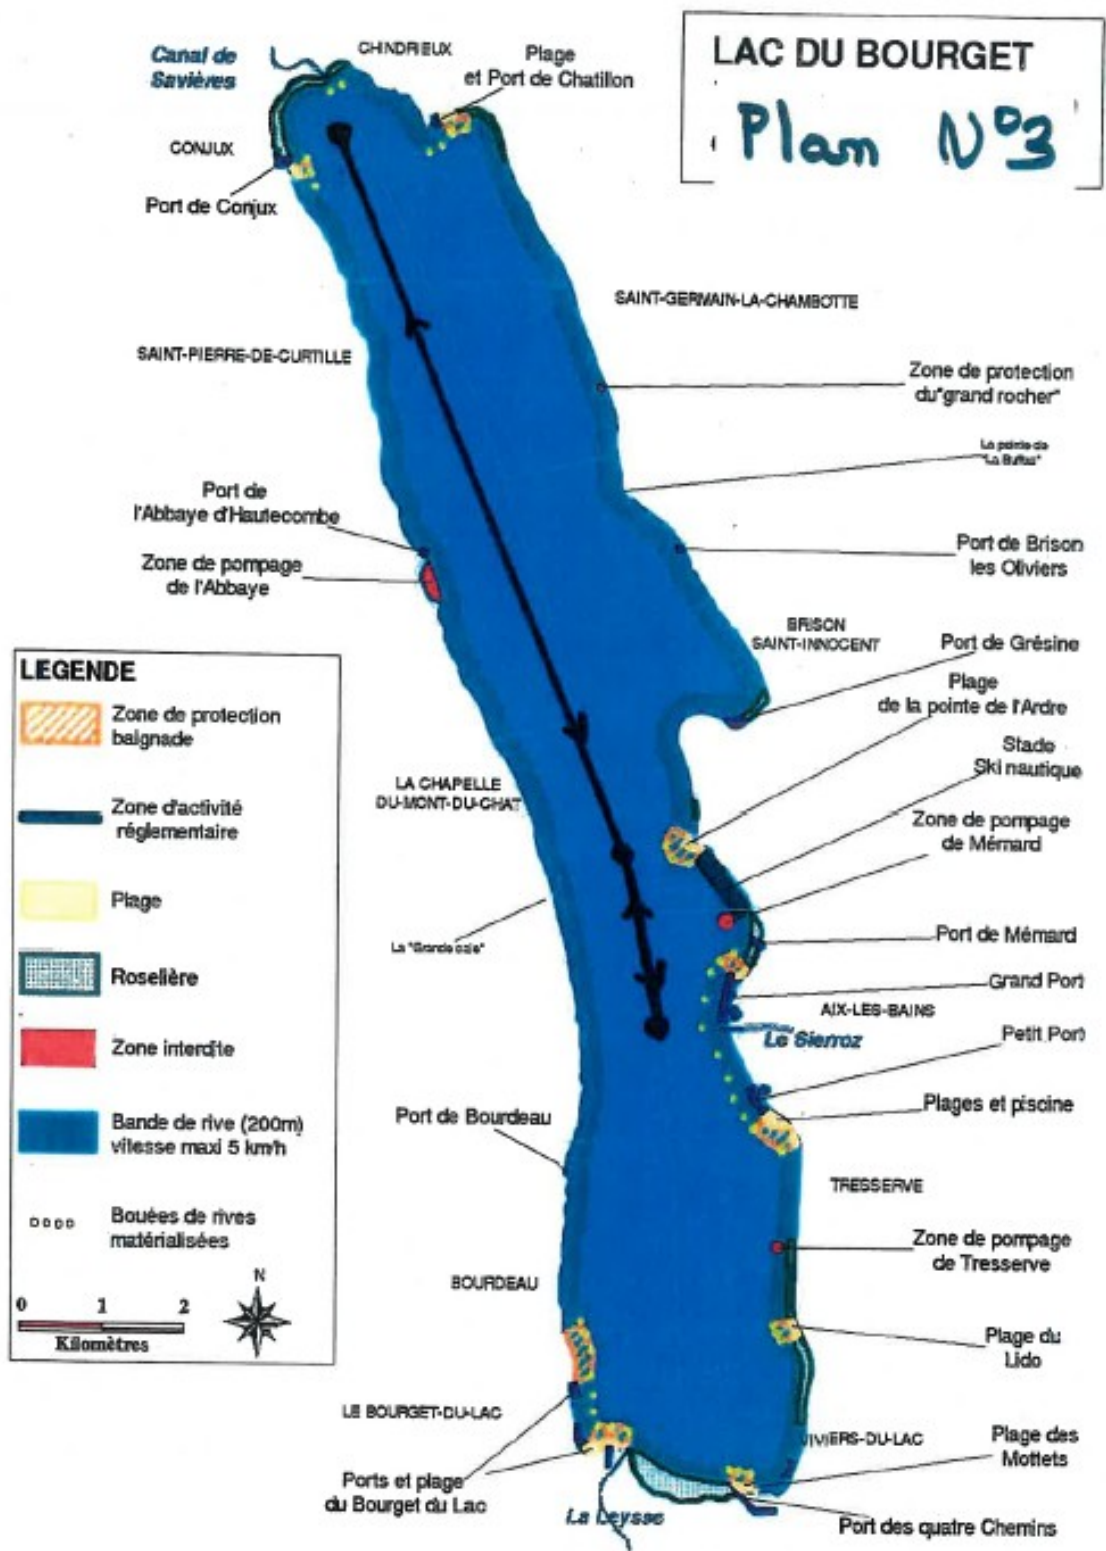 LAC DU BOURGET
Plan N°3
Canal de
Savières
CHINDRIEUX
Plage
et Port de Chatillon
CONJUX
Port de Conjux
SAINT-GERMAIN-LA-CHAMBOTTE
SAINT-PIERRE-DE-CURTILLE
Zone de protection
du "grand rocher"
La pointe de
Port de
l'Abbaye d'Hautecombe
Port de Brison
les Oliviers
Zone de pompage
de l'Abbaye
BRISON
SAINT-INNOCENT
Port de Grésine
Plage
de la pointe de l'Ardre
Stade
Ski nautique
LA CHAPELLE
DU-MONT-DU-CHAT
Zone de pompage
de Mémard
La "Grande cale"
Port de Mémard
Grand Port
AIX-LES-BAINS
Le Sierroz
Petit Port
Plages et piscine
Port de Bourdeau
TRESSERVE
Zone de pompage
de Tresserve
BOURDEAU
Plage du
Lido
LE BOURGET-DU-LAC
VIVIERS-DU-LAC
Plage des
Mottets
Ports et plage
du Bourget du Lac
La Leysse
Port des quatre Chemins
LEGENDE
Zone de protection
baignade
Zone d'activité
réglementaire
Plage
Roselière
Zone interdite
Bande de rive (200m)
vitesse maxi 5 km/h
Bouées de rives
matérialisées
N
0 1 2
Kilomètres